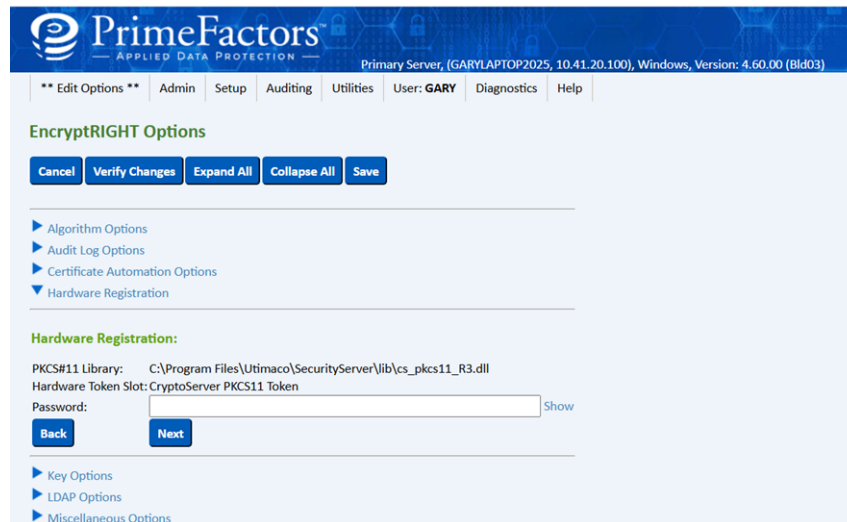 PrimeFactors™
— APPLIED DATA PROTECTION —
Primary Server, (GARYLAPTOP2025, 10.41.20.100), Windows, Version: 4.60.00 (Bld03)
** Edit Options ** Admin Setup Auditing Utilities User: GARY Diagnostics Help
EncryptRIGHT Options
Cancel Verify Changes Expand All Collapse All Save
Algorithm Options
Audit Log Options
Certificate Automation Options
Hardware Registration
Hardware Registration:
PKCS#11 Library: C:\Program Files\Utimaco\SecurityServer\lib\cs_pkcs11_R3.dll
Hardware Token Slot: CryptoServer PKCS11 Token
Password: Show
Back Next
Key Options
LDAP Options
Miscellaneous Options